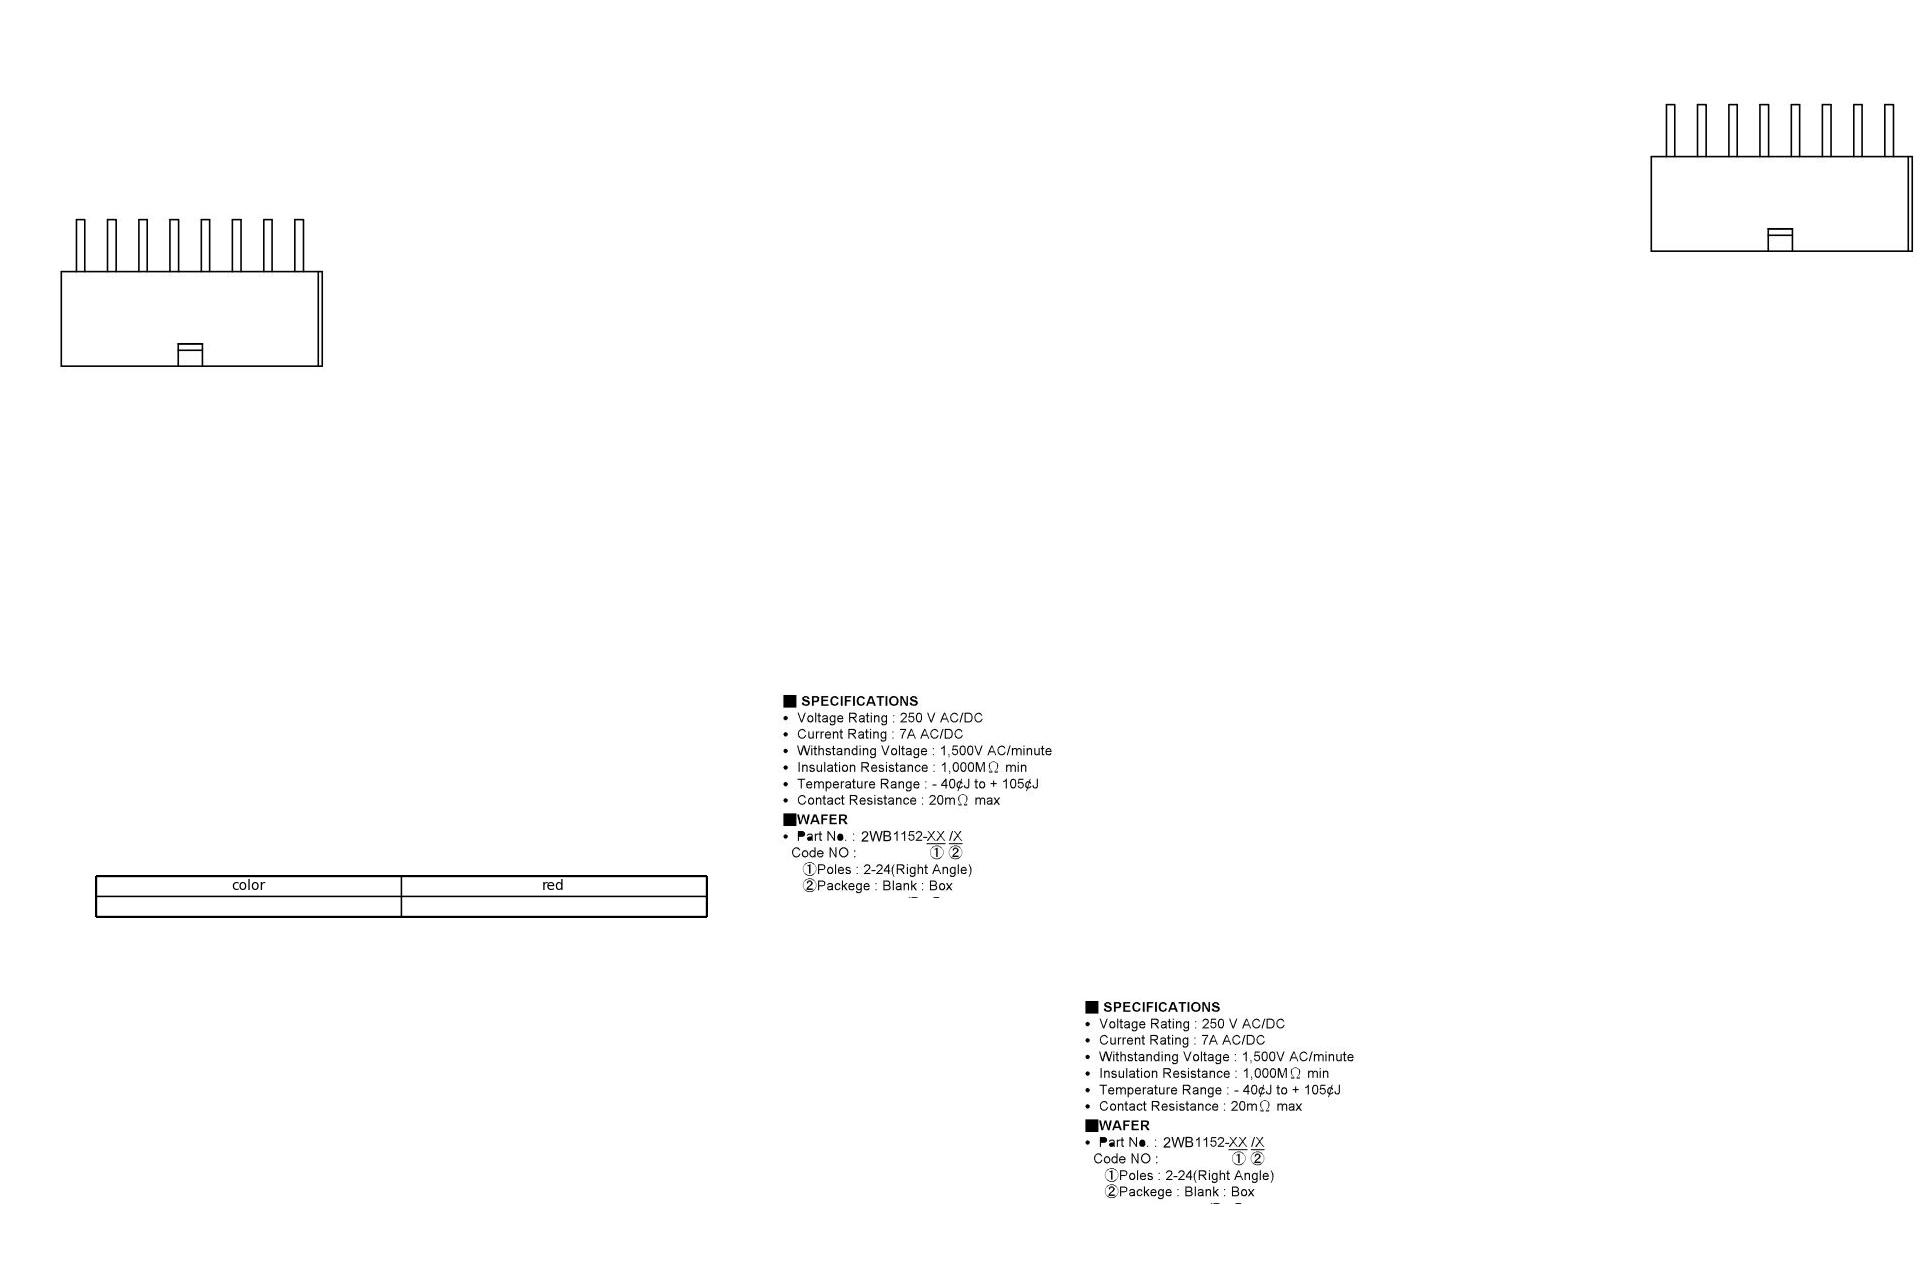 ■ SPECIFICATIONS
• Voltage Rating : 250 V AC/DC
• Current Rating : 7A AC/DC
• Withstanding Voltage : 1,500V AC/minute
• Insulation Resistance : 1,000MΩ min
• Temperature Range : - 40¢J to + 105¢J
• Contact Resistance : 20mΩ max
■WAFER
• Part No. : 2WB1152-XX /X
Code NO : ① ②
①Poles : 2-24(Right Angle)
②Packege : Blank : Box
color red
■ SPECIFICATIONS
• Voltage Rating : 250 V AC/DC
• Current Rating : 7A AC/DC
• Withstanding Voltage : 1,500V AC/minute
• Insulation Resistance : 1,000MΩ min
• Temperature Range : - 40¢J to + 105¢J
• Contact Resistance : 20mΩ max
■WAFER
• Part No. : 2WB1152-XX /X
Code NO : ① ②
①Poles : 2-24(Right Angle)
②Packege : Blank : Box